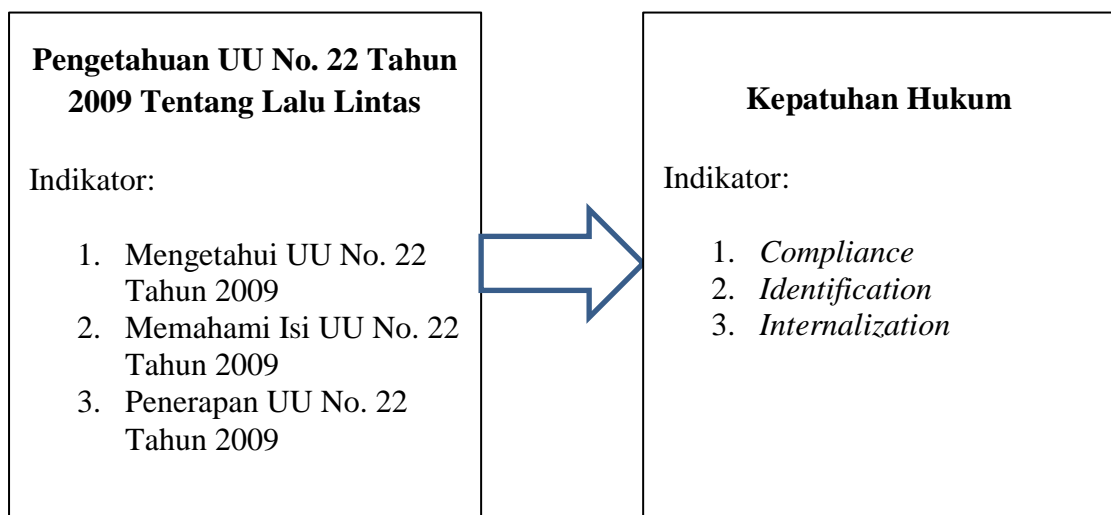 Pengetahuan UU No. 22 Tahun
2009 Tentang Lalu Lintas
Indikator:
1. Mengetahui UU No. 22
Tahun 2009
2. Memahami Isi UU No. 22
Tahun 2009
3. Penerapan UU No. 22
Tahun 2009
Kepatuhan Hukum
Indikator:
1. Compliance
2. Identification
3. Internalization